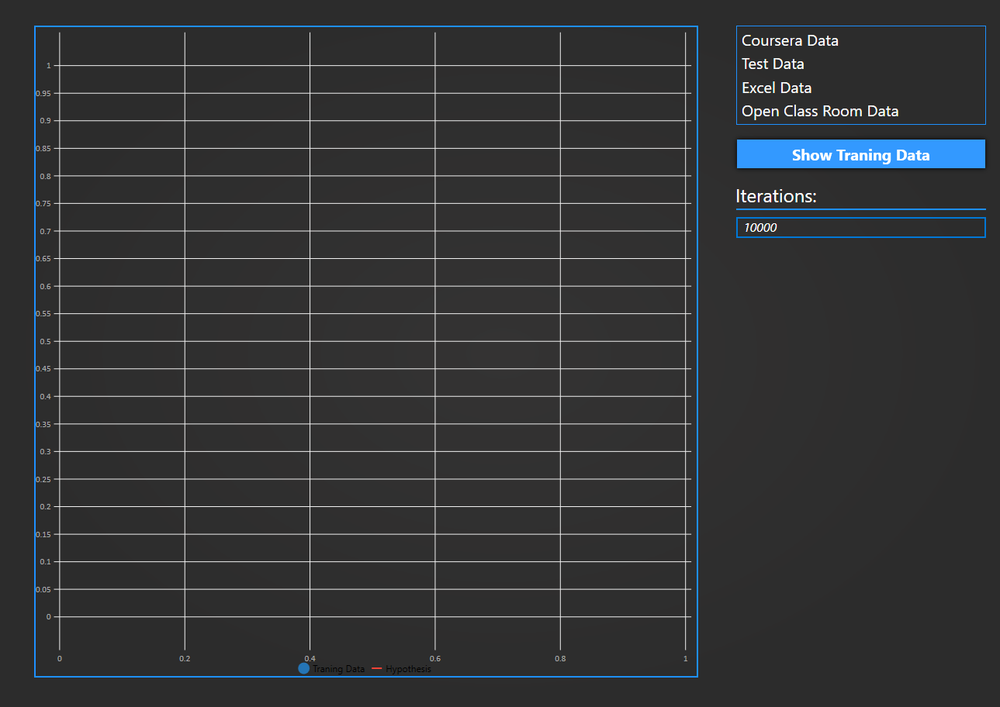 1
0.95
0.9
0.85
0.8
0.75
0.7
0.65
0.6
0.55
0.5
0.45
0.4
0.35
0.3
0.25
0.2
0.15
0.1
0.05
0
0 0.2 0.4 0.6 0.8 1
Traning Data Hypothesis
Coursera Data
Test Data
Excel Data
Open Class Room Data
Show Traning Data
Iterations:
10000